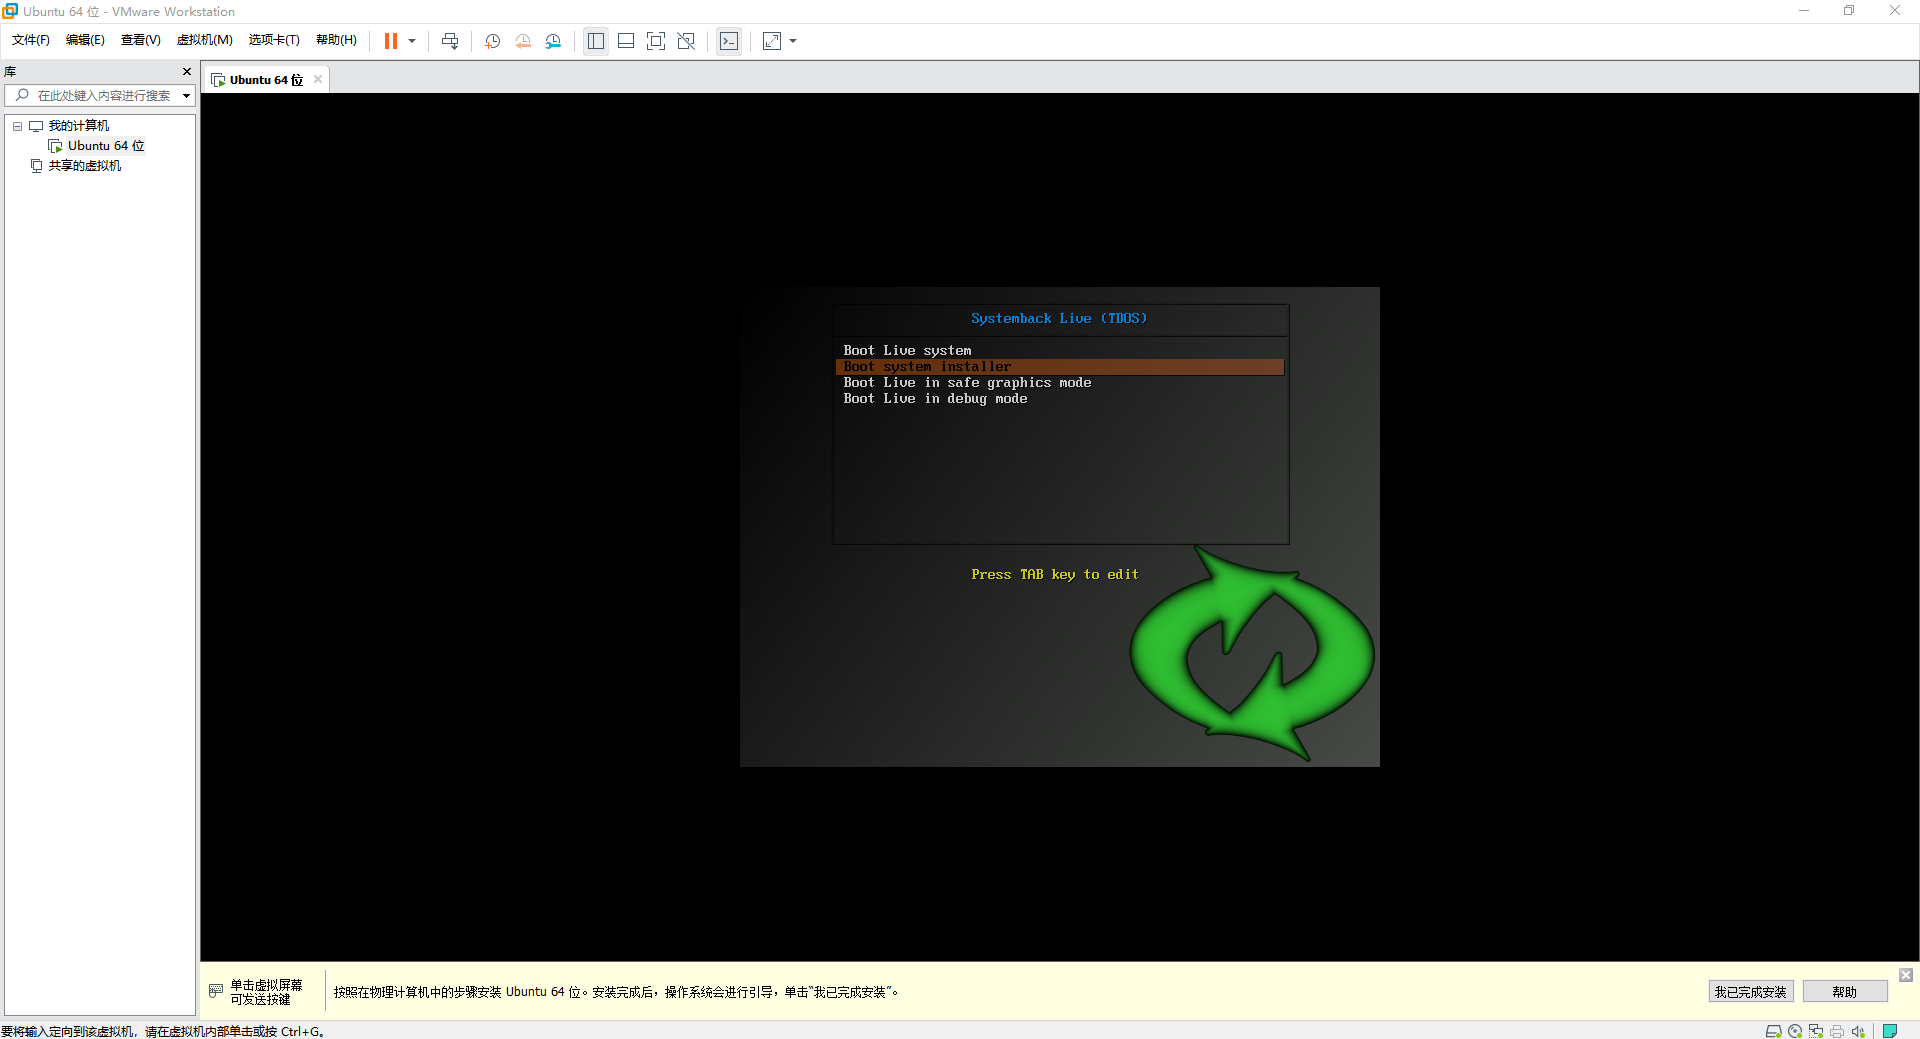 Ubuntu 64 位 - VMware Workstation
文件(F) 编辑(E) 查看(V) 虚拟机(M) 选项卡(T) 帮助(H)
库
在此处键入内容进行搜索
我的计算机
Ubuntu 64 位
共享的虚拟机
Ubuntu 64 位
Systemback Live (TDOS)
Boot Live system
Boot system installer
Boot Live in safe graphics mode
Boot Live in debug mode
Press TAB key to edit
单击虚拟屏幕
可发送按键
按照在物理计算机中的步骤安装 Ubuntu 64 位。安装完成后，操作系统会进行引导，单击“我已完成安装”。
我已完成安装
帮助
要将输入定向到该虚拟机，请在虚拟机内部单击或按 Ctrl+G。